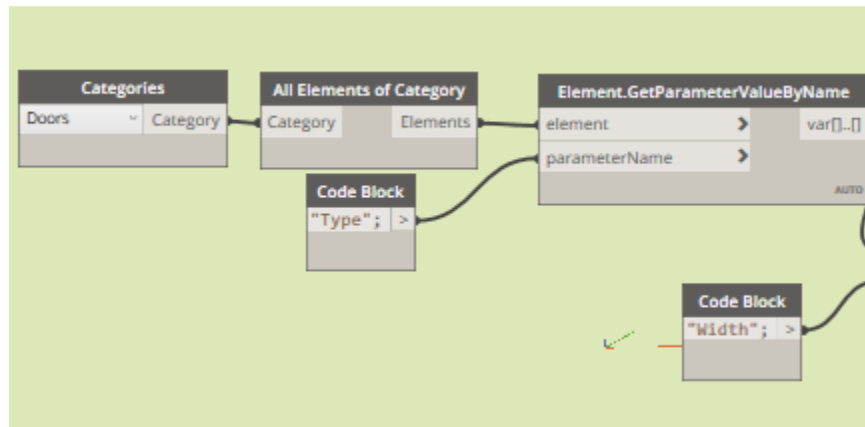 Categories
Doors Category
All Elements of Category
Category Elements
Element.GetParameterValueByName
element var[]..[]
parameterName
AUTO
Code Block
"Type"; >
Code Block
"Width"; >